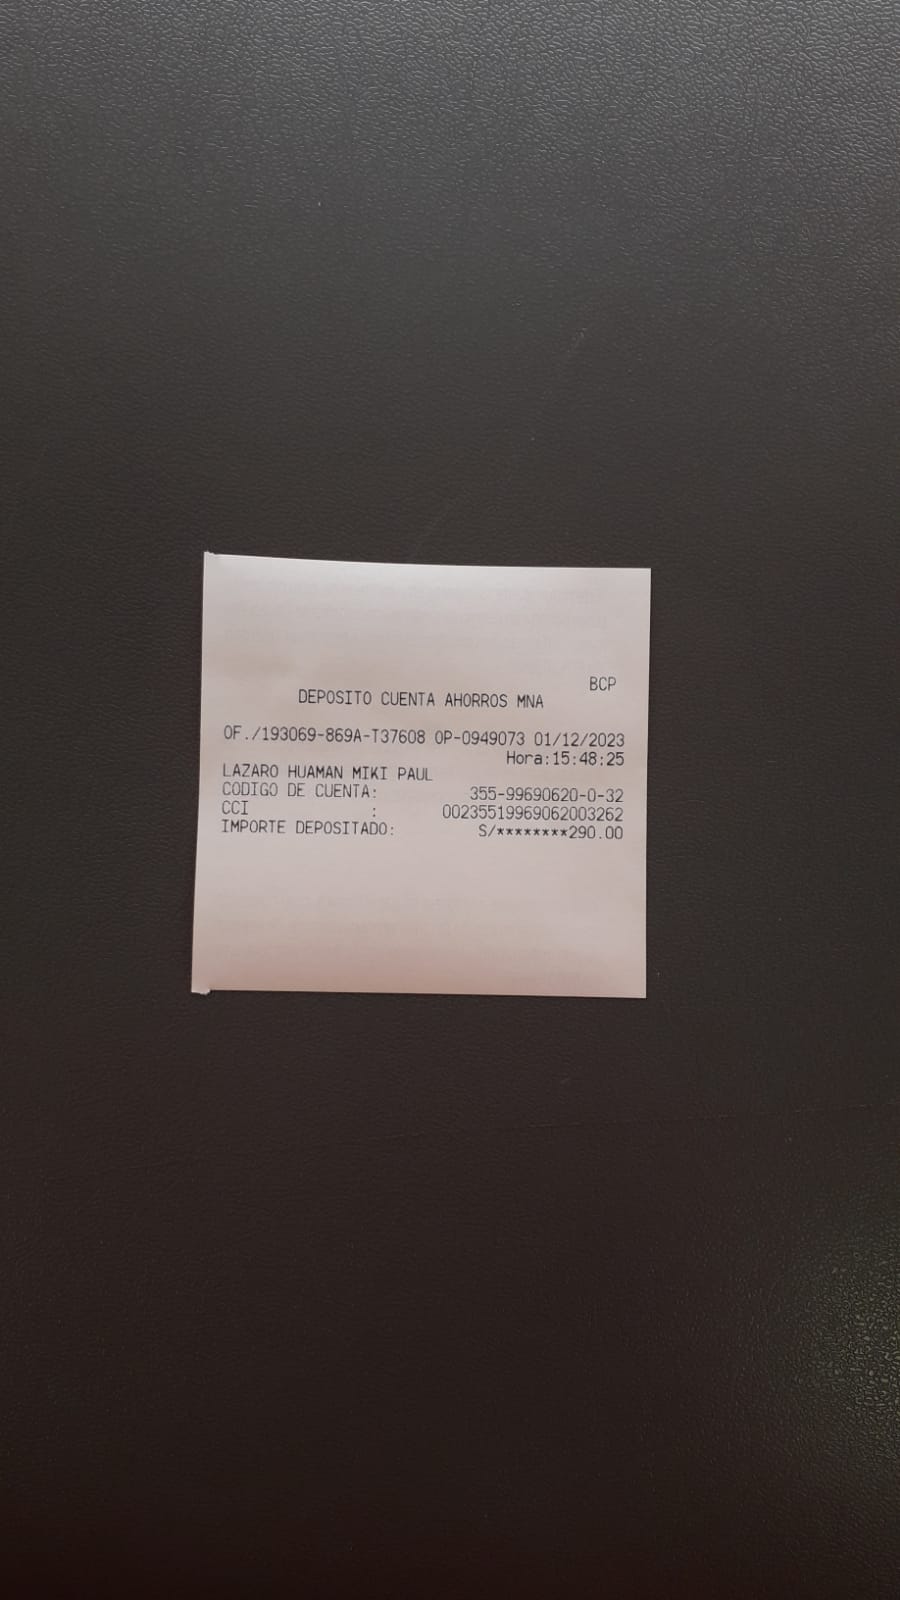 BCP
DEPOSITO CUENTA AHORROS MNA
OF./193069-869A-T37608 OP-0949073 01/12/2023
Hora:15:48:25
LAZARO HUAMAN MIKI PAUL
CODIGO DE CUENTA: 355-99690620-0-32
CCI : 00235519969062003262
IMPORTE DEPOSITADO: S/********290.00